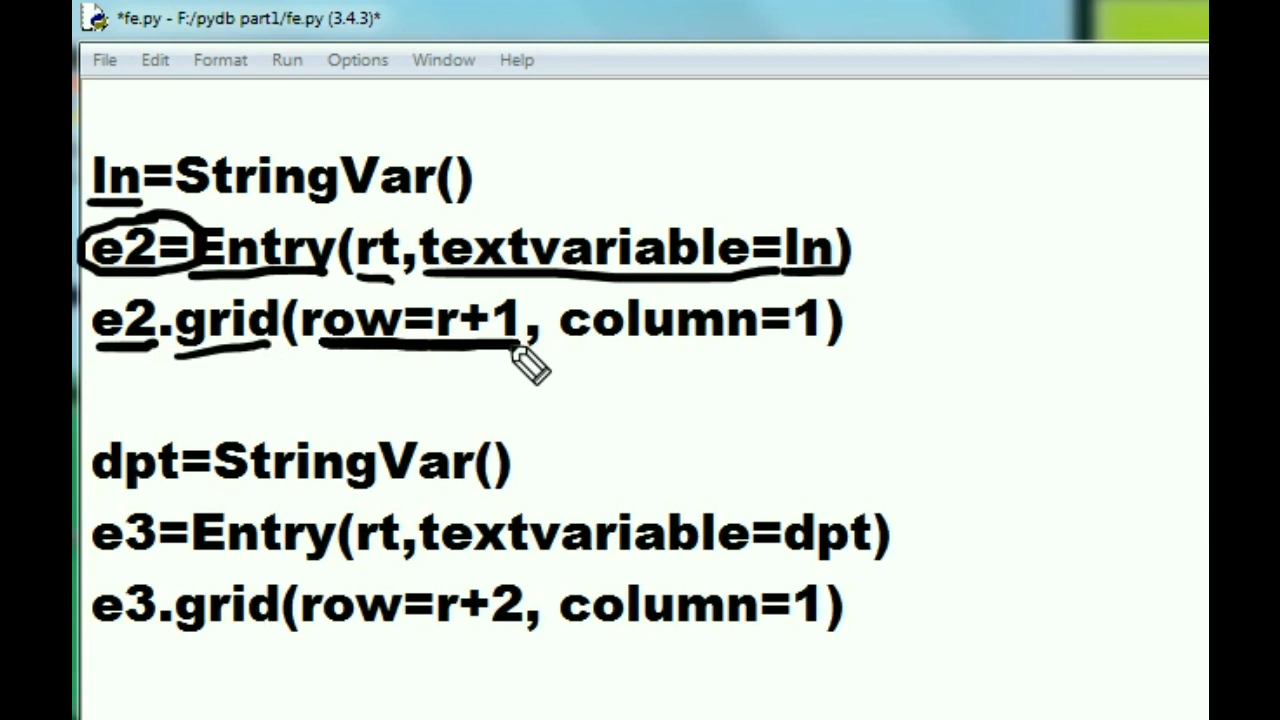 *fe.py - F:/pydb part1/fe.py (3.4.3)*
File Edit Format Run Options Window Help
ln=StringVar()
e2=Entry(rt,textvariable=ln)
e2.grid(row=r+1, column=1)
dpt=StringVar()
e3=Entry(rt,textvariable=dpt)
e3.grid(row=r+2, column=1)